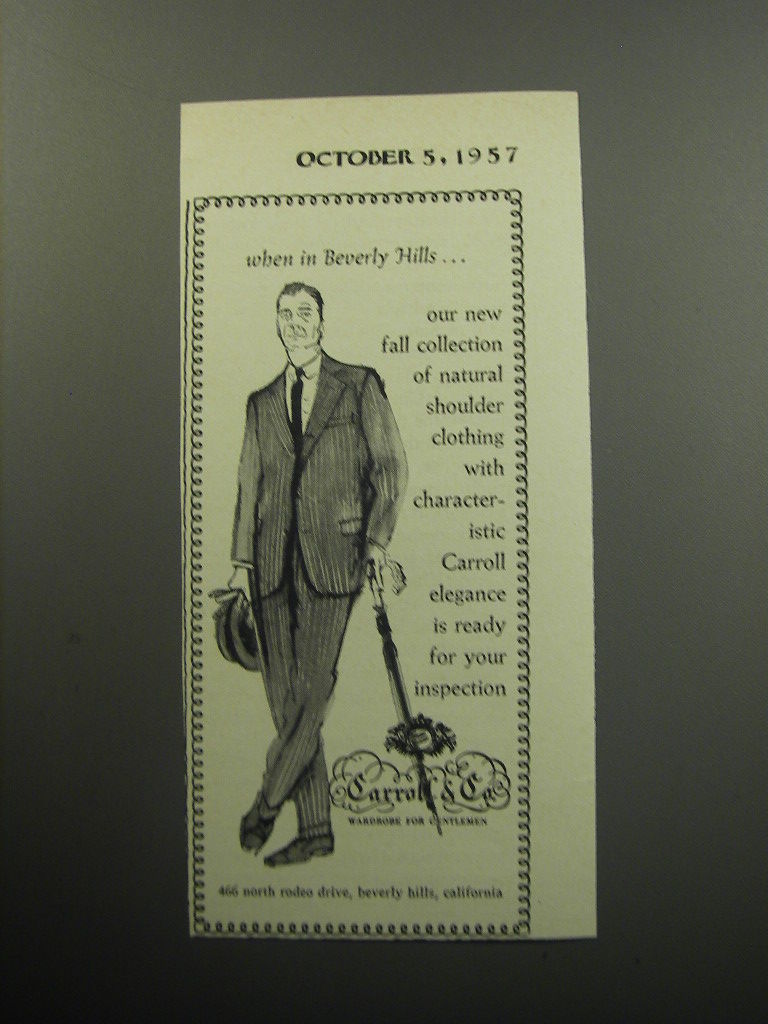 OCTOBER 5, 1957
when in Beverly Hills ...
our new
fall collection
of natural
shoulder
clothing
with
character-
istic
Carroll
elegance
is ready
for your
inspection
Carroll & Co
WARDROBE FOR GENTLEMEN
466 north rodeo drive, beverly hills, california